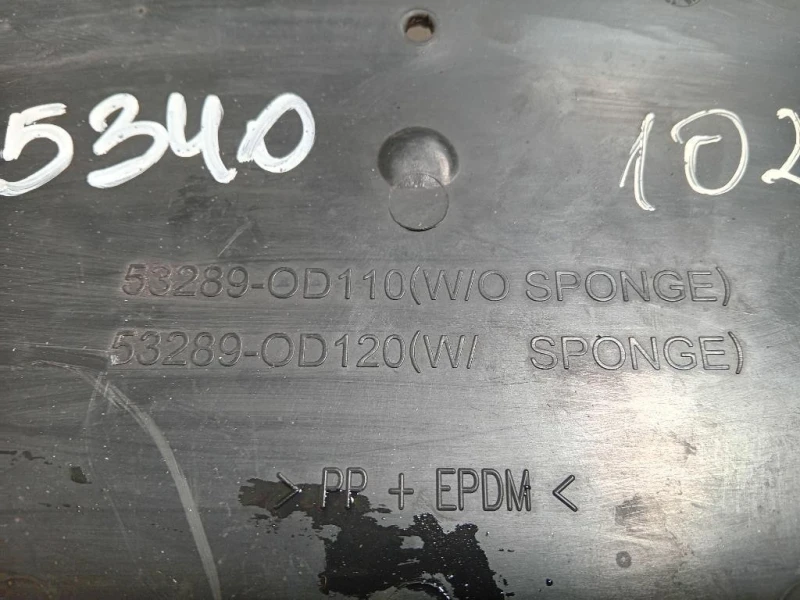 5340 102
53289-OD110(W/O SPONGE)
53289-OD120(W/ SPONGE)
> PP + EPDM <